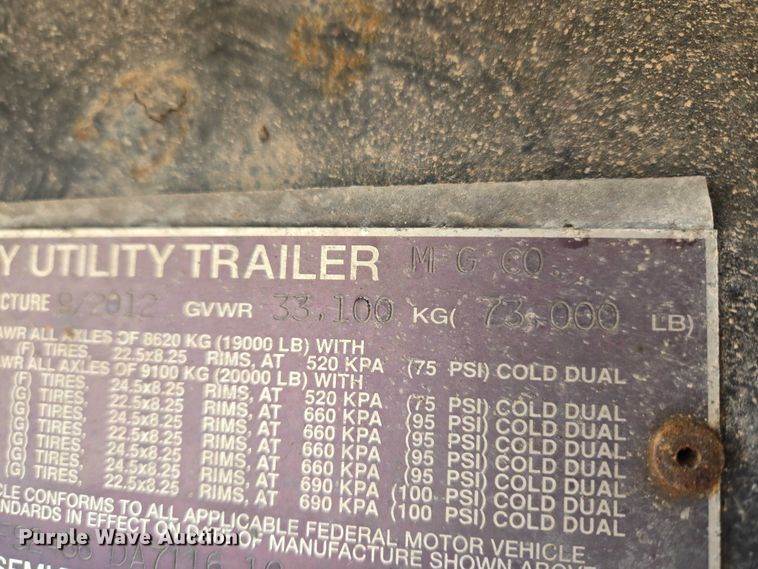 Y UTILITY TRAILER M G CO.
CTURE 9/2012 GVWR 33,100 KG( 73,000 LB)
AWR ALL AXLES OF 8620 KG (19000 LB) WITH
(F) TIRES, 22.5x8.25 RIMS, AT 520 KPA (75 PSI) COLD DUAL
AWR ALL AXLES OF 9100 KG (20000 LB) WITH
(F) TIRES, 24.5x8.25 RIMS, AT 520 KPA (75 PSI) COLD DUAL
(G) TIRES, 22.5x8.25 RIMS, AT 660 KPA (95 PSI) COLD DUAL
(G) TIRES, 24.5x8.25 RIMS, AT 660 KPA (95 PSI) COLD DUAL
(G) TIRES, 22.5x8.25 RIMS, AT 660 KPA (95 PSI) COLD DUAL
(G) TIRES, 24.5x8.25 RIMS, AT 660 KPA (95 PSI) COLD DUAL
(G) TIRES, 22.5x8.25 RIMS, AT 690 KPA (100 PSI) COLD DUAL
(G) TIRES, 24.5x8.25 RIMS, AT 690 KPA (100 PSI) COLD DUAL
CLE CONFORMS TO ALL APPLICABLE FEDERAL MOTOR VEHICLE
ANDARDS IN EFFECT ON DATE OF MANUFACTURE SHOWN ABOVE
DA7116
SEMI
Purple Wave Auction